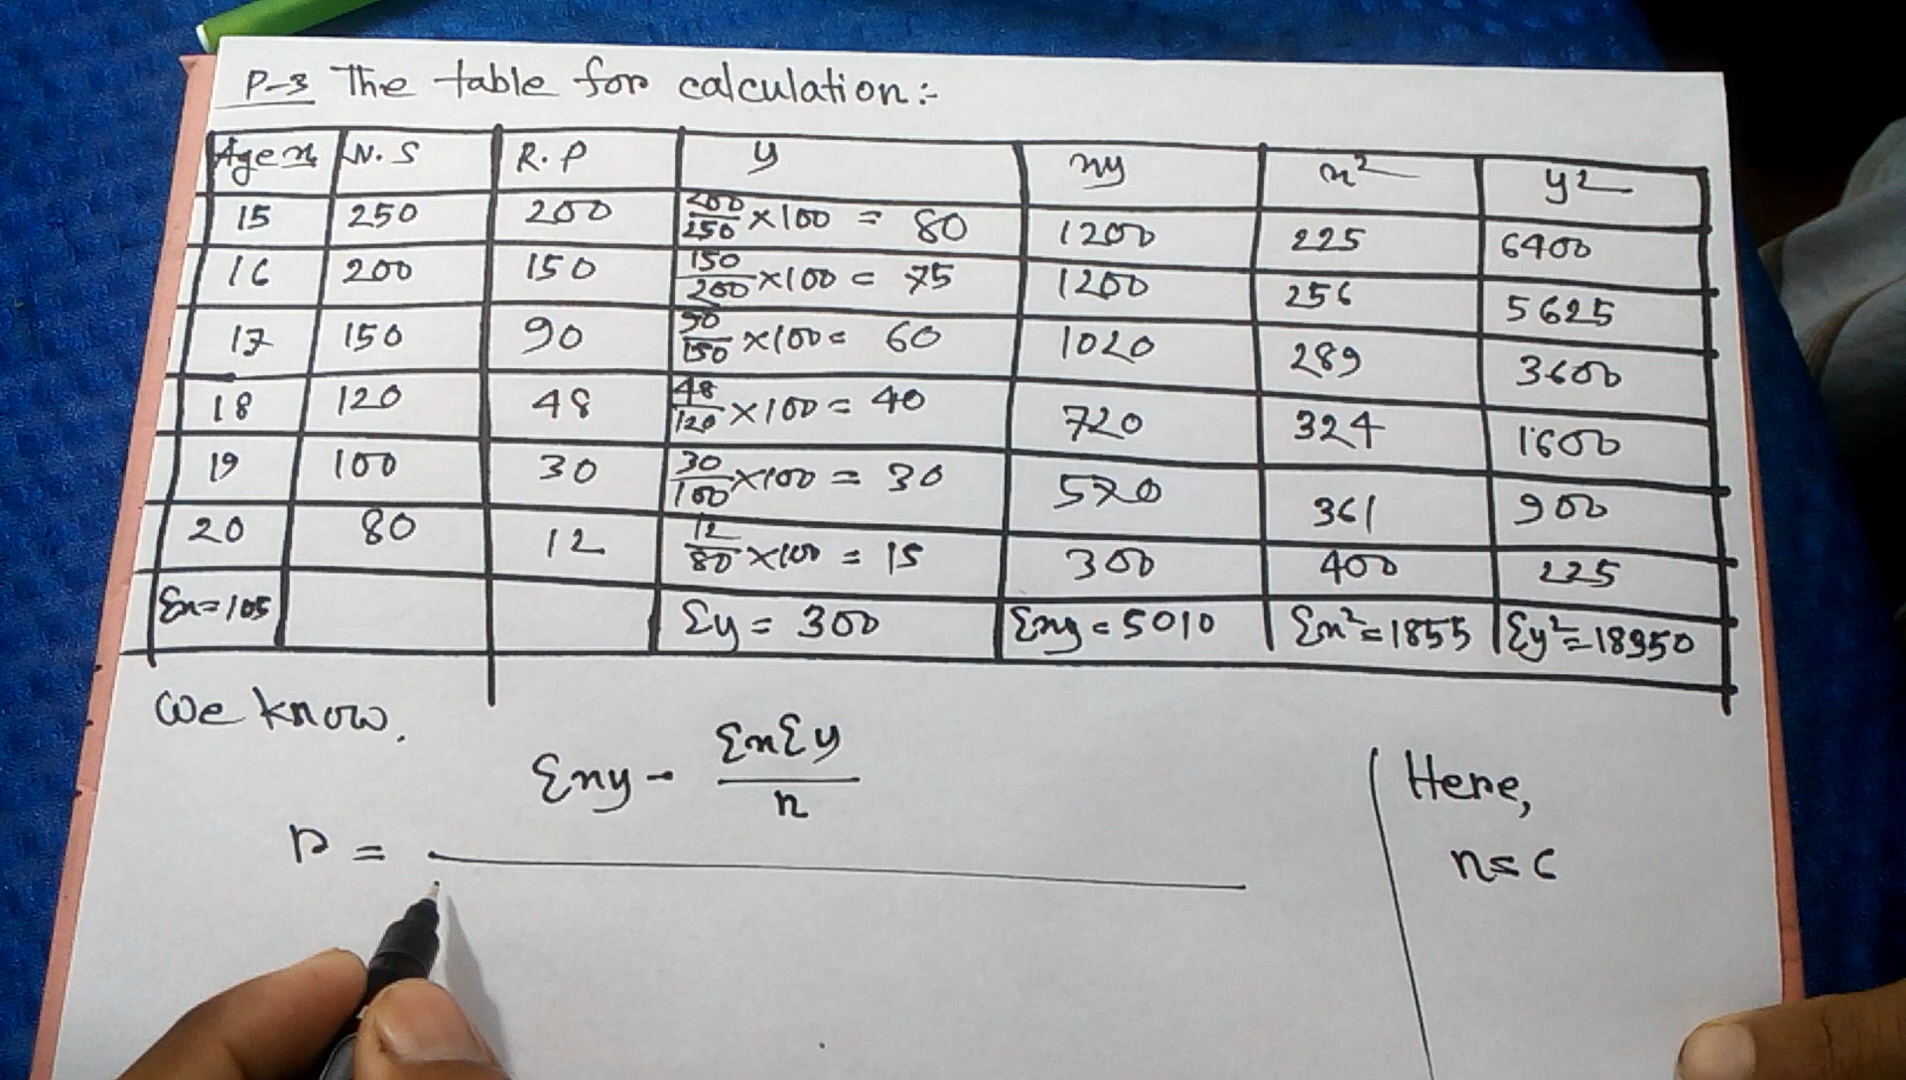 P-3 The table for calculation:-
Age x N.S R.P y xy x² y²
15 250 200 200/250 ×100 = 80 1200 225 6400
16 200 150 150/200 ×100 = 75 1200 256 5625
17 150 90 90/150 ×100 = 60 1020 289 3600
18 120 48 48/120 ×100 = 40 720 324 1600
19 100 30 30/100 ×100 = 30 570 361 900
20 80 12 12/80 ×100 = 15 300 400 225
Σx=105 Σy = 300 Σxy = 5010 Σx²=1855 Σy²=18950
We know,
r = Σxy - ΣxΣy/n
Here,
n=6